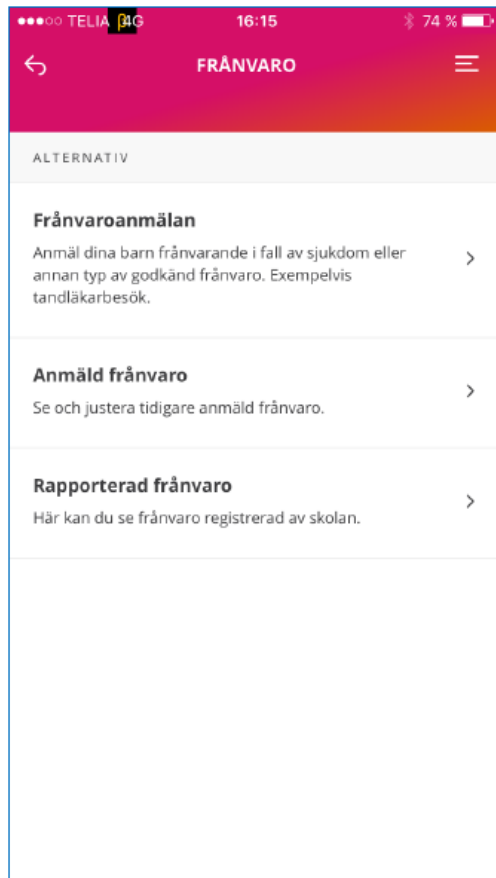 TELIA β4G 16:15 74 %
FRÅNVARO
ALTERNATIV
Frånvaroanmälan
Anmäl dina barn frånvarande i fall av sjukdom eller
annan typ av godkänd frånvaro. Exempelvis
tandläkarbesök.
Anmäld frånvaro
Se och justera tidigare anmäld frånvaro.
Rapporterad frånvaro
Här kan du se frånvaro registrerad av skolan.